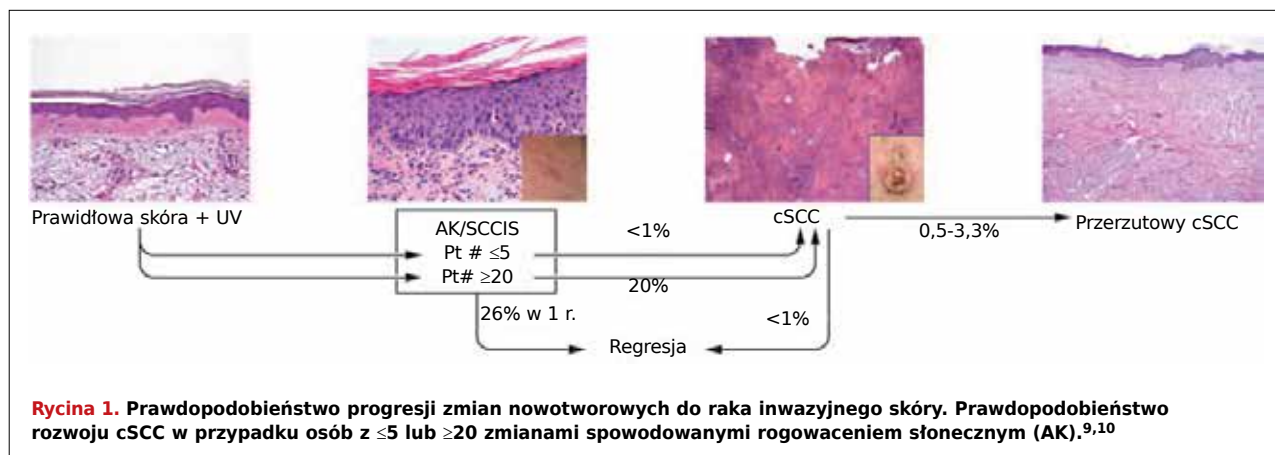 Prawidłowa skóra + UV
AK/SCCIS
Pt # ≤5
Pt# ≥20
<1%
20%
cSCC
0,5-3,3%
Przerzutowy cSCC
26% w 1 r.
<1%
Regresja
Rycina 1. Prawdopodobieństwo progresji zmian nowotworowych do raka inwazyjnego skóry. Prawdopodobieństwo
rozwoju cSCC w przypadku osób z ≤5 lub ≥20 zmianami spowodowanymi rogowaceniem słonecznym (AK).9,10